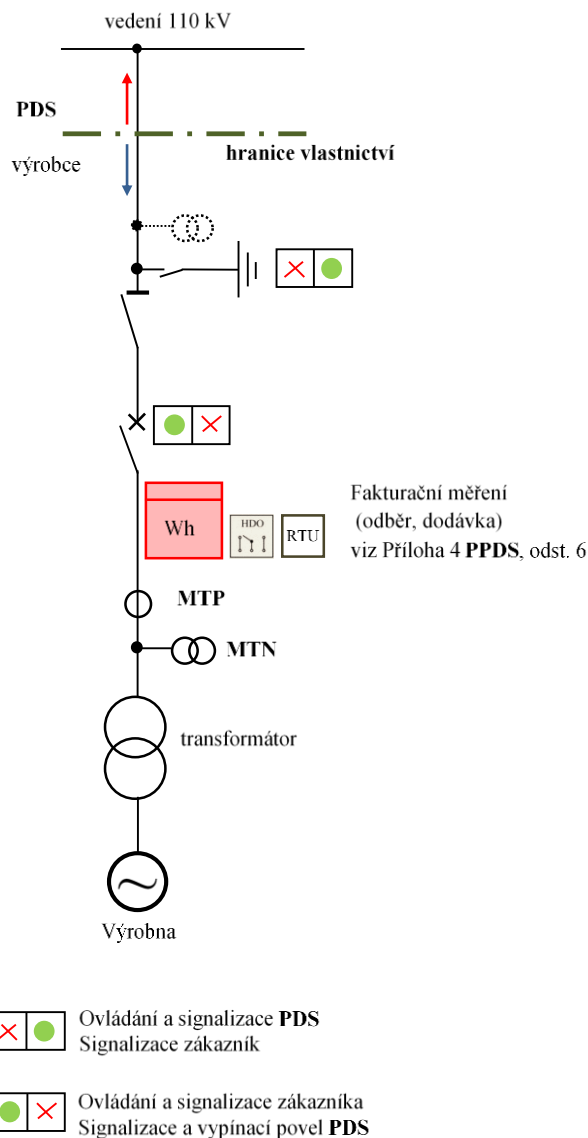 vedení 110 kV
PDS
hranice vlastnictví
výrobce
Fakturační měření
(odběr, dodávka)
viz Příloha 4 PPDS, odst. 6
Wh
HDO
RTU
MTP
MTN
transformátor
Výrobna
Ovládání a signalizace PDS
Signalizace zákazník
Ovládání a signalizace zákazníka
Signalizace a vypínací povel PDS